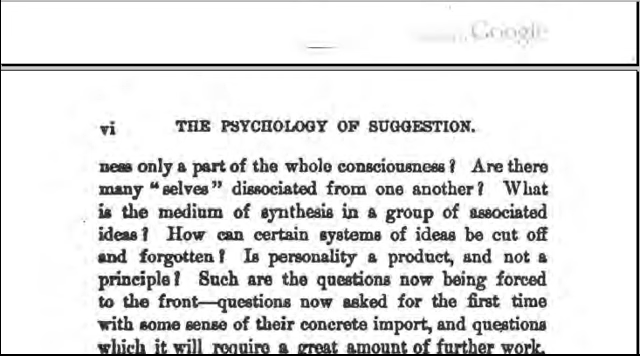 Google
vi THE PSYCHOLOGY OF SUGGESTION.
ness only a part of the whole consciousness? Are there
many "selves" dissociated from one another? What
is the medium of synthesis in a group of associated
ideas? How can certain systems of ideas be cut off
and forgotten? Is personality a product, and not a
principle? Such are the questions now being forced
to the front—questions now asked for the first time
with some sense of their concrete import, and questions
which it will require a great amount of further work.